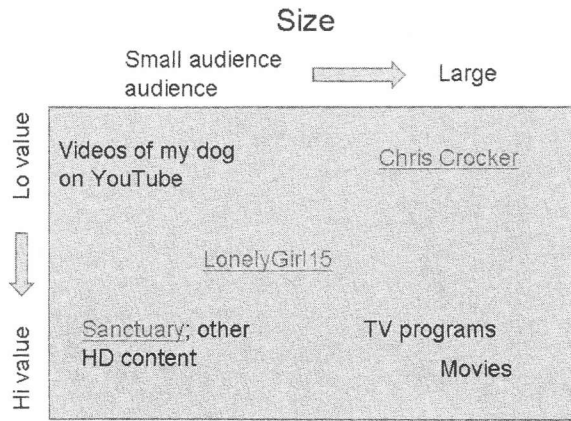 Size
Small audience
audience
Large
Lo value
Hi value
Videos of my dog
on YouTube
Chris Crocker
LonelyGirl15
Sanctuary; other
HD content
TV programs
Movies